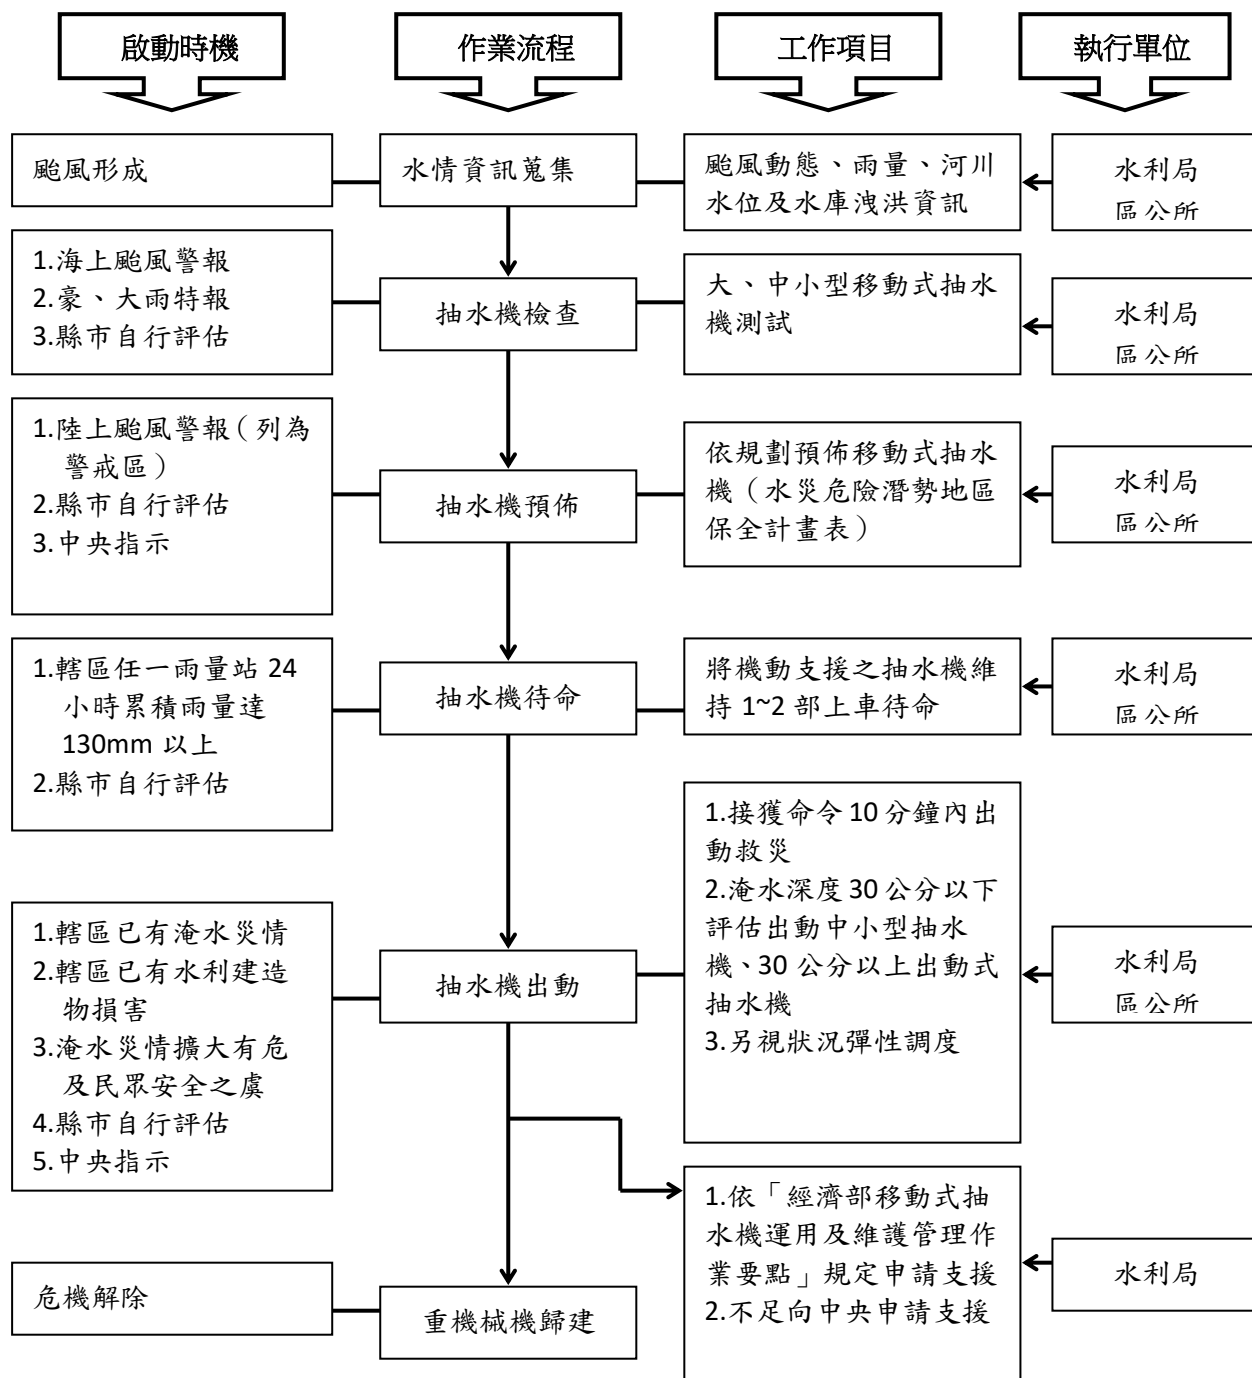 啟動時機
作業流程
工作項目
執行單位
颱風形成
水情資訊蒐集
颱風動態、雨量、河川
水位及水庫洩洪資訊
水利局
區公所
1.海上颱風警報
2.豪、大雨特報
3.縣市自行評估
抽水機檢查
大、中小型移動式抽水
機測試
水利局
區公所
1.陸上颱風警報（列為
警戒區）
2.縣市自行評估
3.中央指示
抽水機預佈
依規劃預佈移動式抽水
機（水災危險潛勢地區
保全計畫表）
水利局
區公所
1.轄區任一雨量站 24
小時累積雨量達
130mm 以上
2.縣市自行評估
抽水機待命
將機動支援之抽水機維
持 1~2 部上車待命
水利局
區公所
1.轄區已有淹水災情
2.轄區已有水利建造
物損害
3.淹水災情擴大有危
及民眾安全之虞
4.縣市自行評估
5.中央指示
抽水機出動
1.接獲命令 10 分鐘內出
動救災
2.淹水深度 30 公分以下
評估出動中小型抽水
機、30 公分以上出動式
抽水機
3.另視狀況彈性調度
水利局
區公所
1.依「經濟部移動式抽
水機運用及維護管理作
業要點」規定申請支援
2.不足向中央申請支援
水利局
危機解除
重機械機歸建